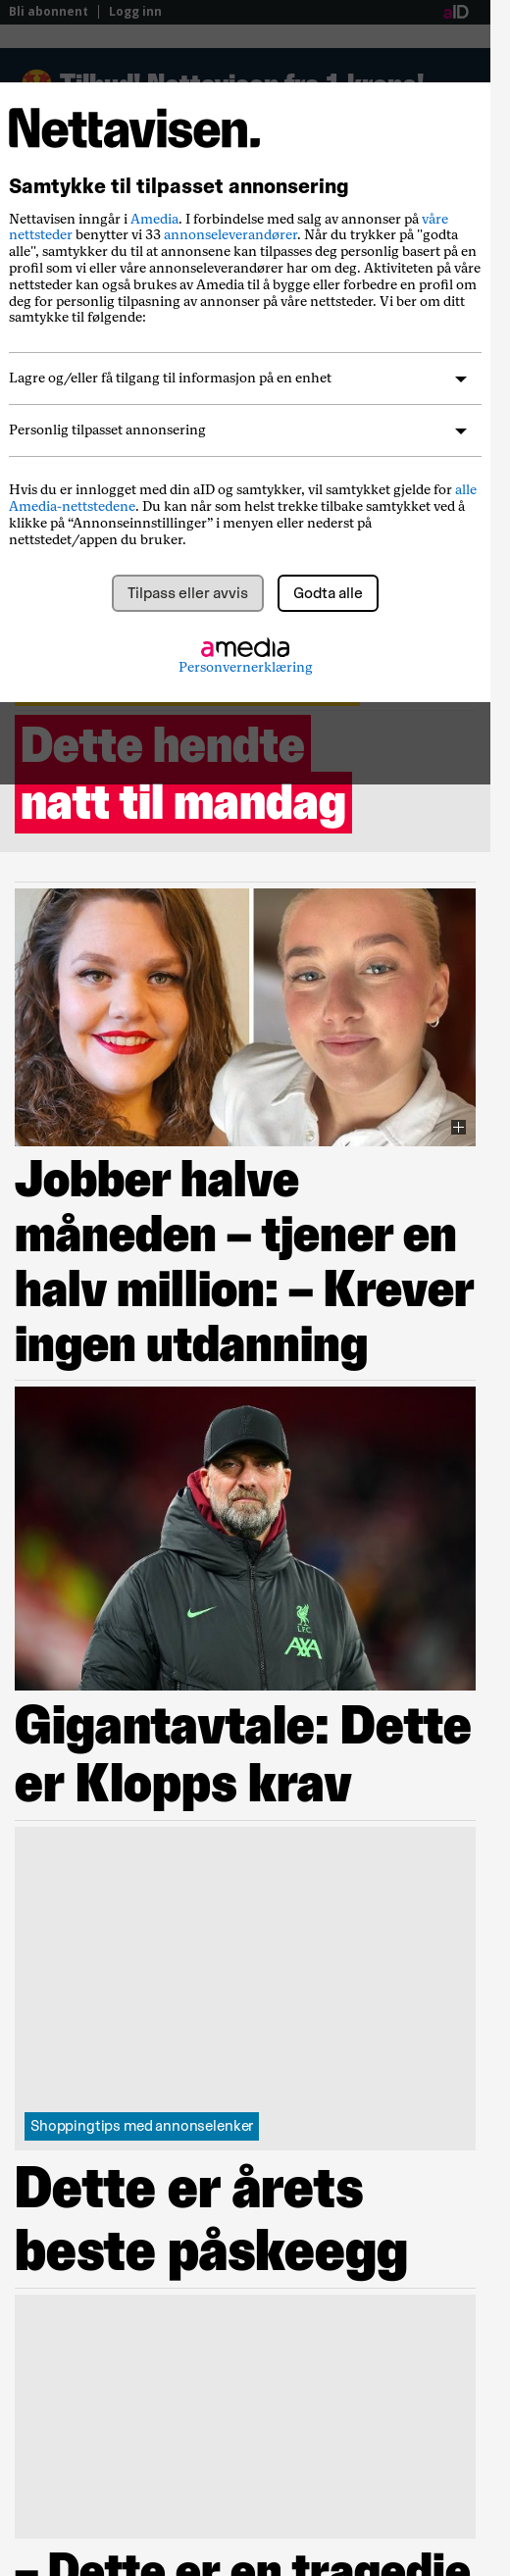 Bli abonnent | Logg inn aID
Tilbud! Nettavisen fra 1 krone!
Nettavisen.
Samtykke til tilpasset annonsering
Nettavisen inngår i Amedia. I forbindelse med salg av annonser på våre
nettsteder benytter vi 33 annonseleverandører. Når du trykker på "godta
alle", samtykker du til at annonsene kan tilpasses deg personlig basert på en
profil som vi eller våre annonseleverandører har om deg. Aktiviteten på våre
nettsteder kan også brukes av Amedia til å bygge eller forbedre en profil om
deg for personlig tilpasning av annonser på våre nettsteder. Vi ber om ditt
samtykke til følgende:
Lagre og/eller få tilgang til informasjon på en enhet
Personlig tilpasset annonsering
Hvis du er innlogget med din aID og samtykker, vil samtykket gjelde for alle
Amedia-nettstedene. Du kan når som helst trekke tilbake samtykket ved å
klikke på “Annonseinnstillinger” i menyen eller nederst på
nettstedet/appen du bruker.
Tilpass eller avvis Godta alle
amedia
Personvernerklæring
Dette hendte
natt til mandag
Jobber halve
måneden – tjener en
halv million: – Krever
ingen utdanning
L.F.C.
AXA
Gigantavtale: Dette
er Klopps krav
Shoppingtips med annonselenker
Dette er årets
beste påskeegg
– Dette er en tragedie